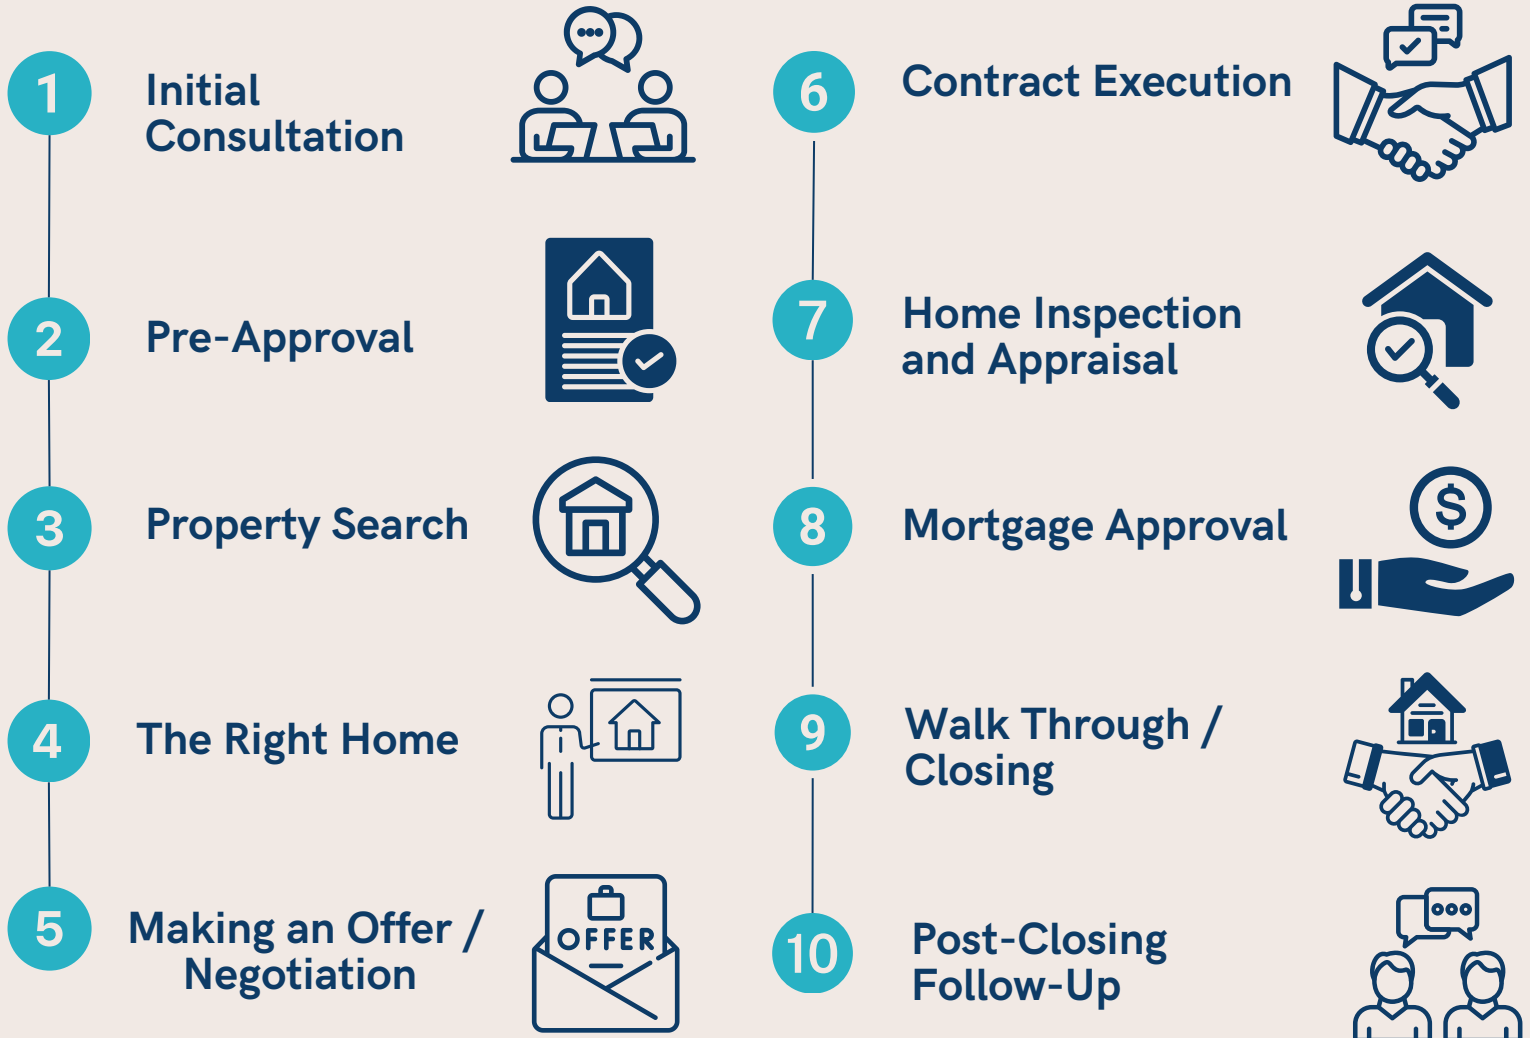 1
Initial
Consultation
2
Pre-Approval
3
Property Search
4
The Right Home
5
Making an Offer /
Negotiation
OFFER
6
Contract Execution
7
Home Inspection
and Appraisal
8
Mortgage Approval
$
9
Walk Through /
Closing
10
Post-Closing
Follow-Up